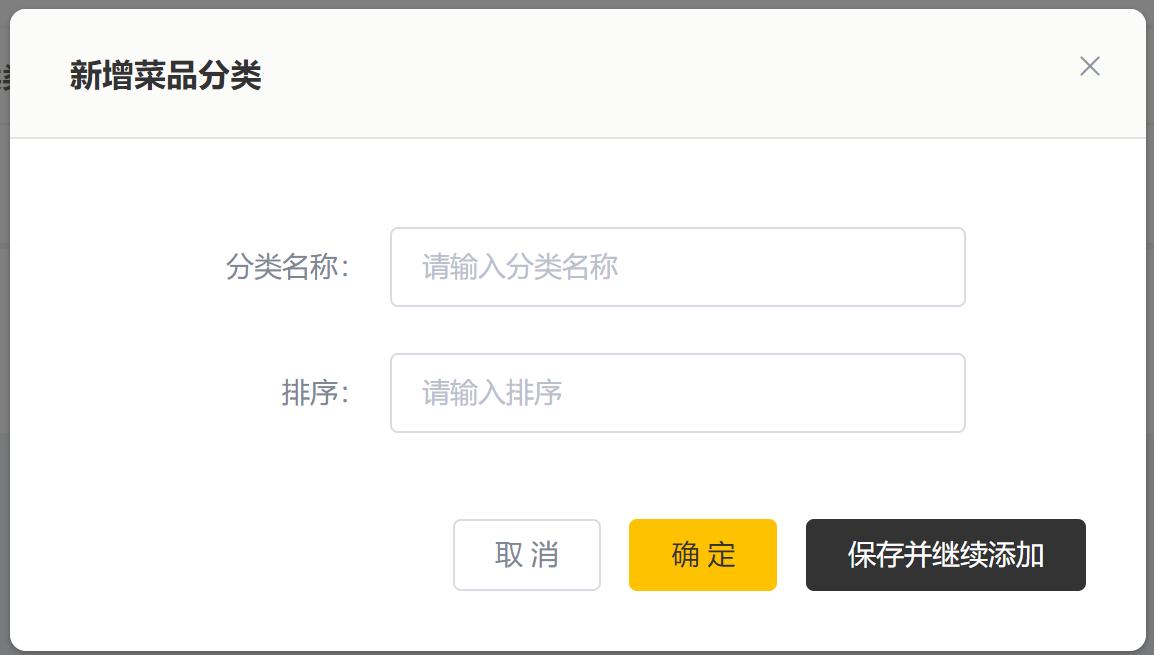 新增菜品分类
分类名称：
请输入分类名称
排序：
请输入排序
取 消
确 定
保存并继续添加